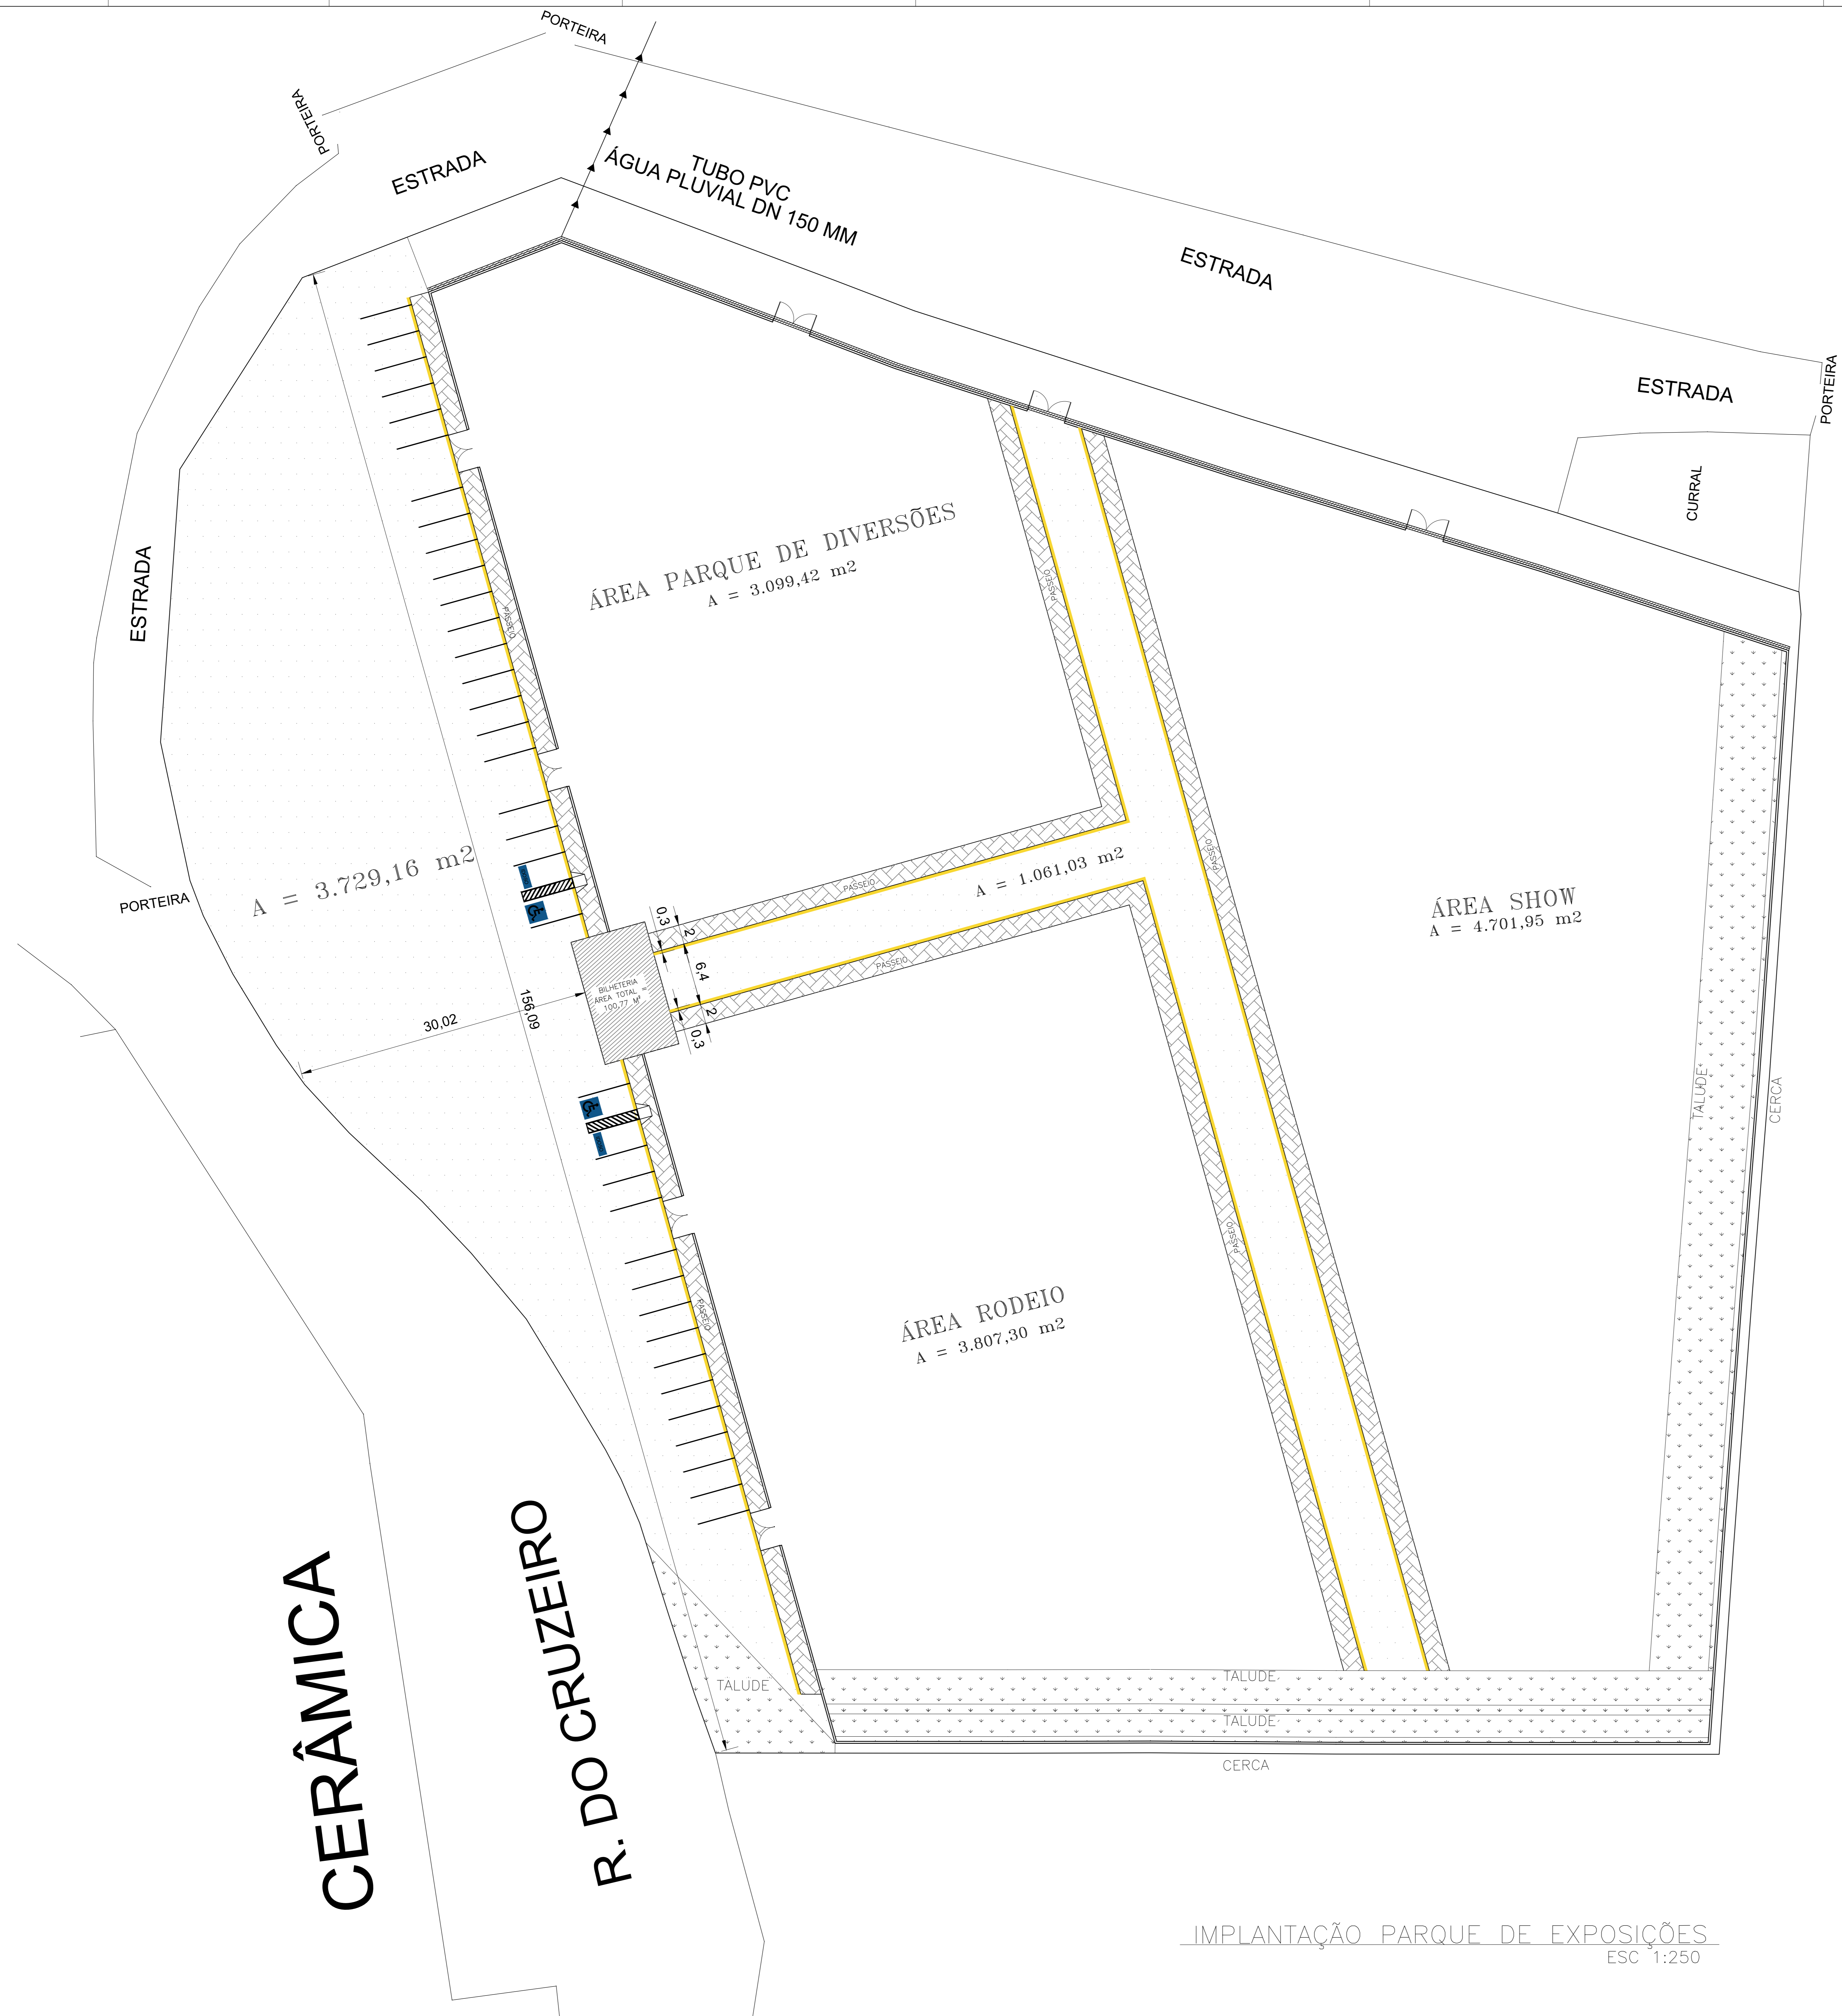 PORTEIRA
PORTEIRA
ESTRADA
TUBO PVC
ÁGUA PLUVIAL DN 150 MM
ESTRADA
ESTRADA
PORTEIRA
CURRAL
ESTRADA
ÁREA PARQUE DE DIVERSÕES
A = 3.099,42 m2
PASSEIO
PASSEIO
A = 3.729,16 m2
PORTEIRA
PASSEIO
A = 1.061,03 m2
PASSEIO
ÁREA SHOW
A = 4.701,95 m2
0,3
2
6,4
2
0,3
PASSEIO
BILHETERIA
ÁREA TOTAL =
100,77 M²
30,02
156,09
TALUDE
CERCA
PASSEIO
PASSEIO
ÁREA RODEIO
A = 3.807,30 m2
CERÂMICA
R. DO CRUZEIRO
TALUDE
TALUDE
TALUDE
CERCA
IMPLANTAÇÃO PARQUE DE EXPOSIÇÕES
ESC 1:250